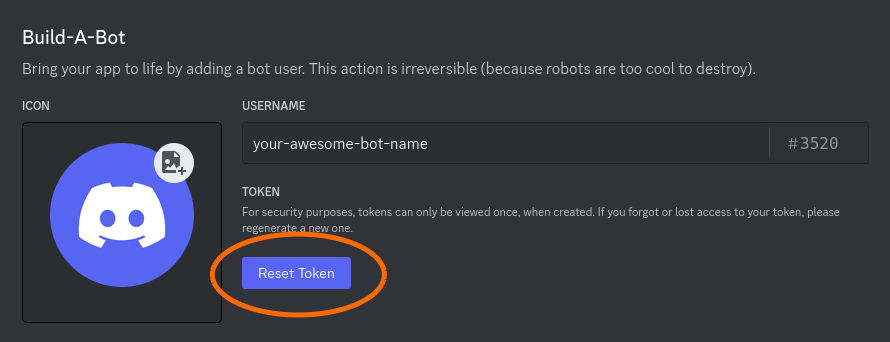 Build-A-Bot
Bring your app to life by adding a bot user. This action is irreversible (because robots are too cool to destroy).
ICON
USERNAME
your-awesome-bot-name
#3520
TOKEN
For security purposes, tokens can only be viewed once, when created. If you forgot or lost access to your token, please
regenerate a new one.
Reset Token